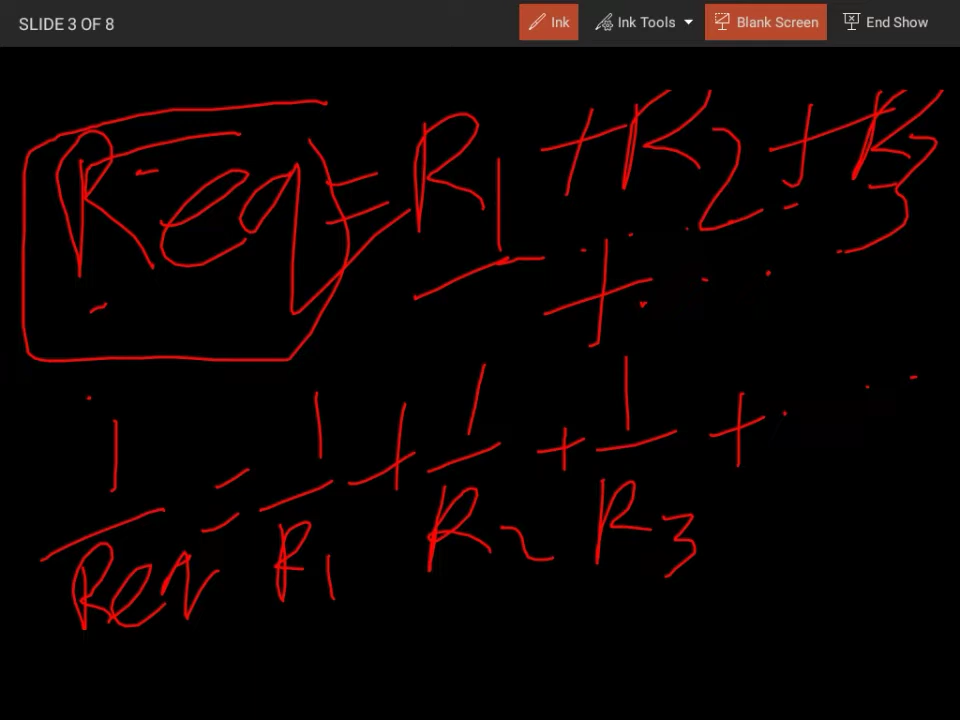 SLIDE 3 OF 8 Ink Ink Tools Blank Screen End Show
Req = R1 + R2 + R3
+ . . . .
1/Req = 1/R1 + 1/R2 + 1/R3 + . . .